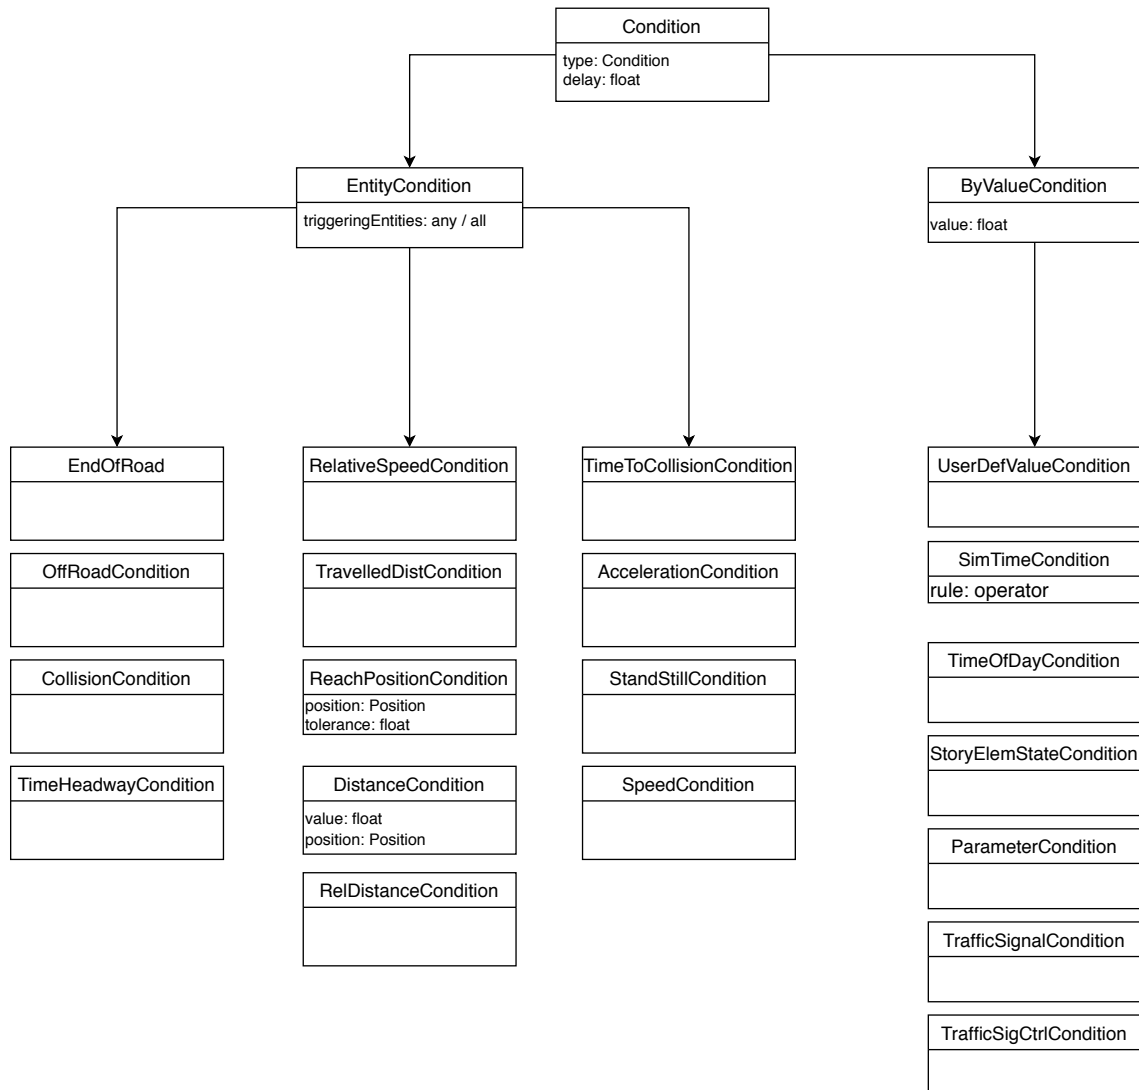 Condition
type: Condition
delay: float
EntityCondition
triggeringEntities: any / all
ByValueCondition
value: float
EndOfRoad
OffRoadCondition
CollisionCondition
TimeHeadwayCondition
RelativeSpeedCondition
TravelledDistCondition
ReachPositionCondition
position: Position
tolerance: float
DistanceCondition
value: float
position: Position
RelDistanceCondition
TimeToCollisionCondition
AccelerationCondition
StandStillCondition
SpeedCondition
UserDefValueCondition
SimTimeCondition
rule: operator
TimeOfDayCondition
StoryElemStateCondition
ParameterCondition
TrafficSignalCondition
TrafficSigCtrlCondition